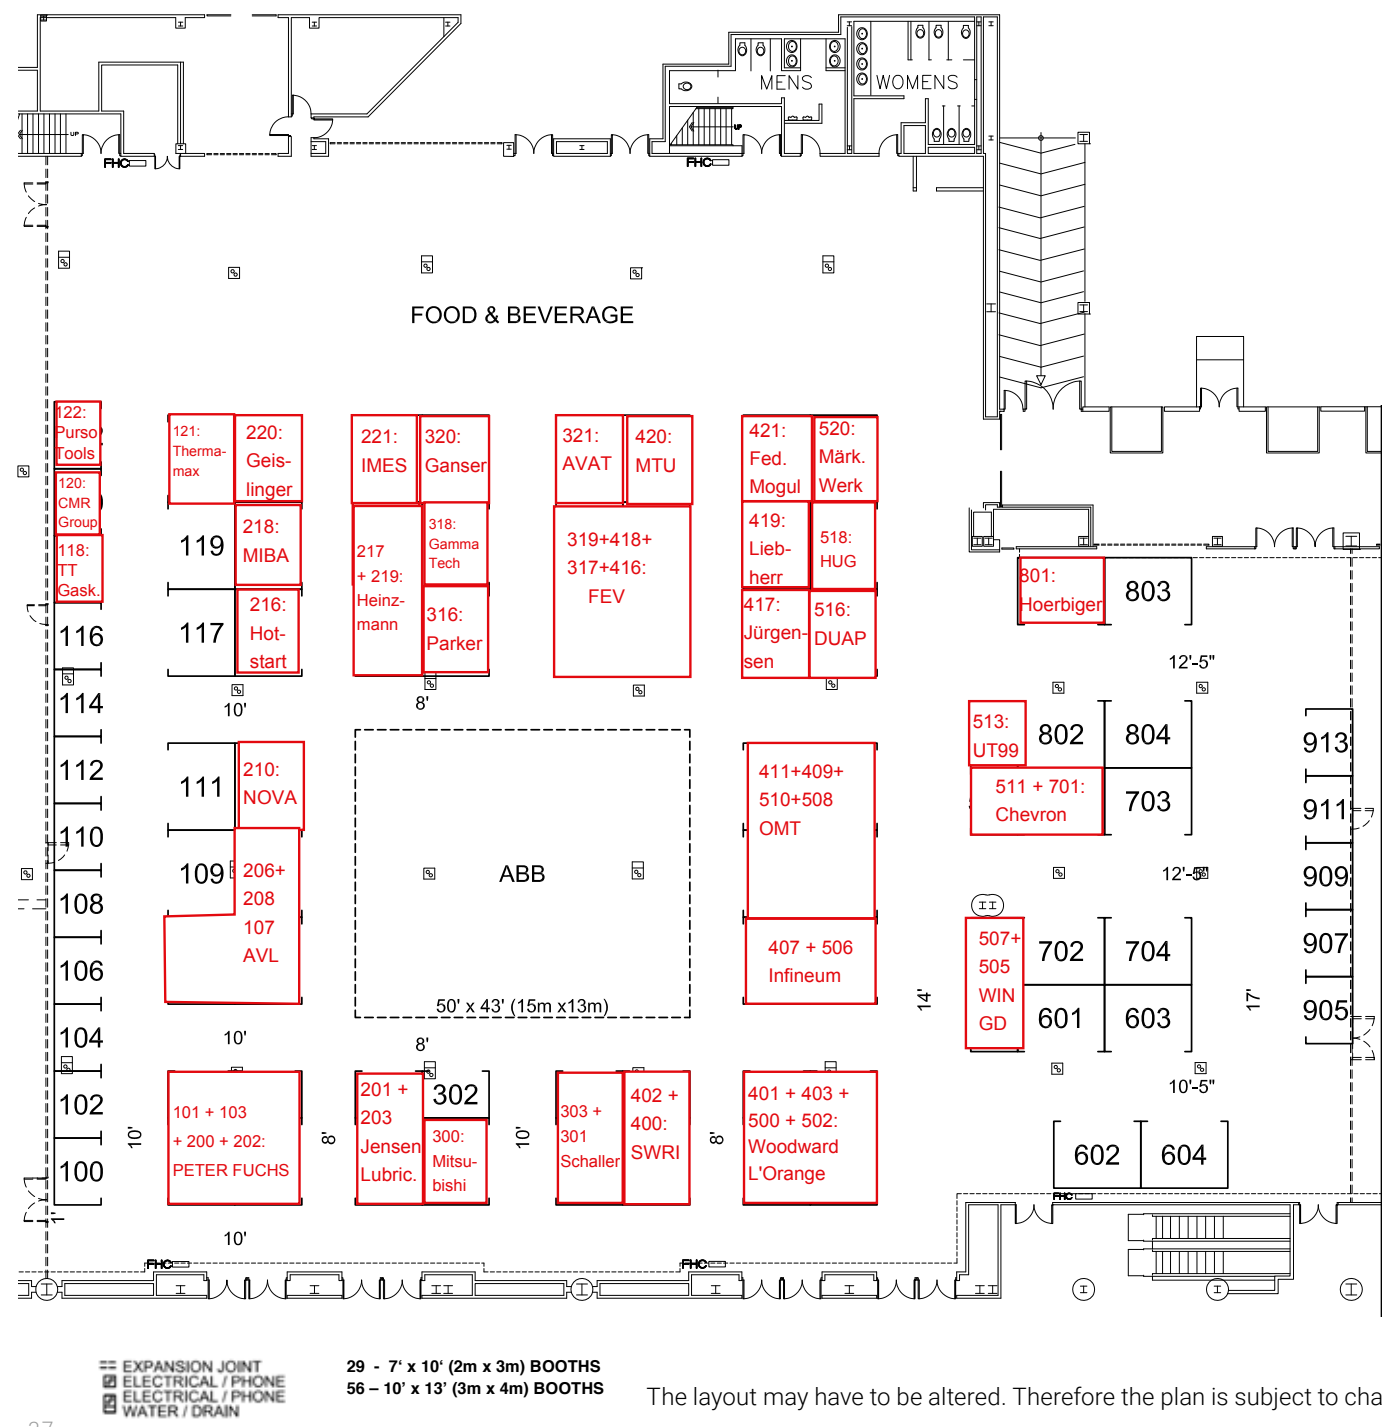 MENS
WOMENS
UP
UP
FHC
FHC
FOOD & BEVERAGE
122:
Purso
Tools
120:
CMR
Group
118:
TT
Gask.
116
114
112
110
108
106
104
102
100
121:
Therma-
max
220:
Geis-
linger
119
218:
MIBA
117
216:
Hot-
start
10'
221:
IMES
320:
Ganser
217
+ 219:
Heinz-
mann
318:
Gamma
Tech
316:
Parker
8'
321:
AVAT
420:
MTU
319+418+
317+416:
FEV
421:
Fed.
Mogul
520:
Märk.
Werk
419:
Lieb-
herr
518:
HUG
417:
Jürgen-
sen
516:
DUAP
801:
Hoerbiger
803
12'-5"
111
210:
NOVA
109
206+
208
107
AVL
10'
ABB
50' x 43' (15m x13m)
8'
411+409+
510+508
OMT
407 + 506
Infineum
513:
UT99
802
804
511 + 701:
Chevron
703
12'-5"
507+
505
WIN
GD
702
704
601
603
14'
17'
10'-5"
913
911
909
907
905
602
604
FHC
101 + 103
+ 200 + 202:
PETER FUCHS
10'
8'
201 +
203
Jensen
Lubric.
302
300:
Mitsu-
bishi
10'
303 +
301
Schaller
402 +
400:
SWRI
8'
401 + 403 +
500 + 502:
Woodward
L'Orange
1'
10'
FHC
FHC
EXPANSION JOINT
ELECTRICAL / PHONE
ELECTRICAL / PHONE
WATER / DRAIN
29 - 7' x 10' (2m x 3m) BOOTHS
56 – 10' x 13' (3m x 4m) BOOTHS
The layout may have to be altered. Therefore the plan is subject to cha